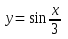 y = sin x/3